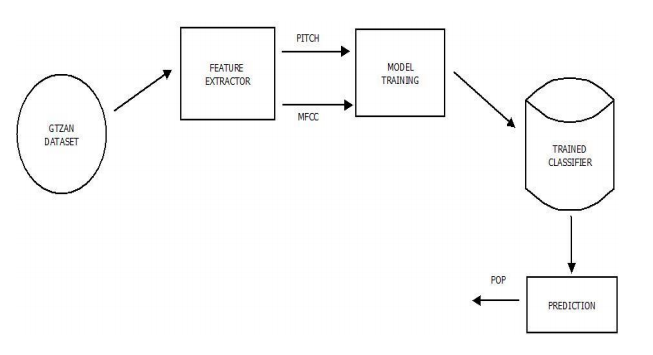 PITCH
FEATURE
EXTRACTOR
MODEL
TRAINING
MFCC
GTZAN
DATASET
TRAINED
CLASSIFIER
POP
PREDICTION